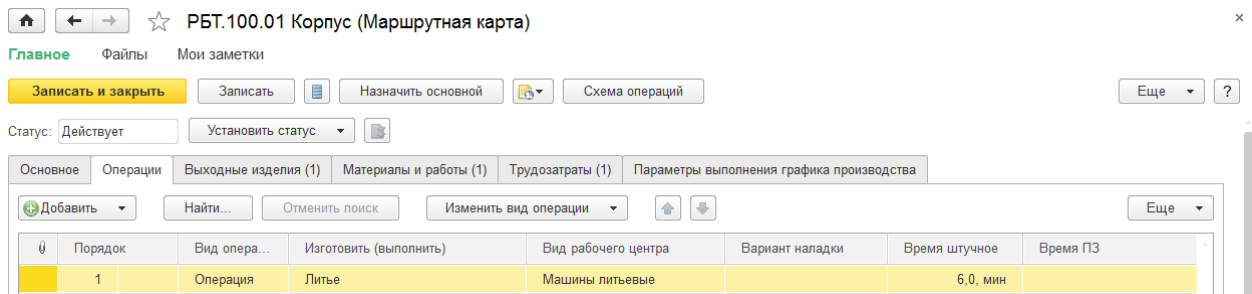 РБТ.100.01 Корпус (Маршрутная карта)
Главное Файлы Мои заметки
Записать и закрыть Записать Назначить основной Схема операций Еще ?
Статус: Действует Установить статус
Основное Операции Выходные изделия (1) Материалы и работы (1) Трудозатраты (1) Параметры выполнения графика производства
Добавить Найти... Отменить поиск Изменить вид операции Еще
Порядок Вид опера... Изготовить (выполнить) Вид рабочего центра Вариант наладки Время штучное Время ПЗ
1 Операция Литье Машины литьевые 6,0, мин